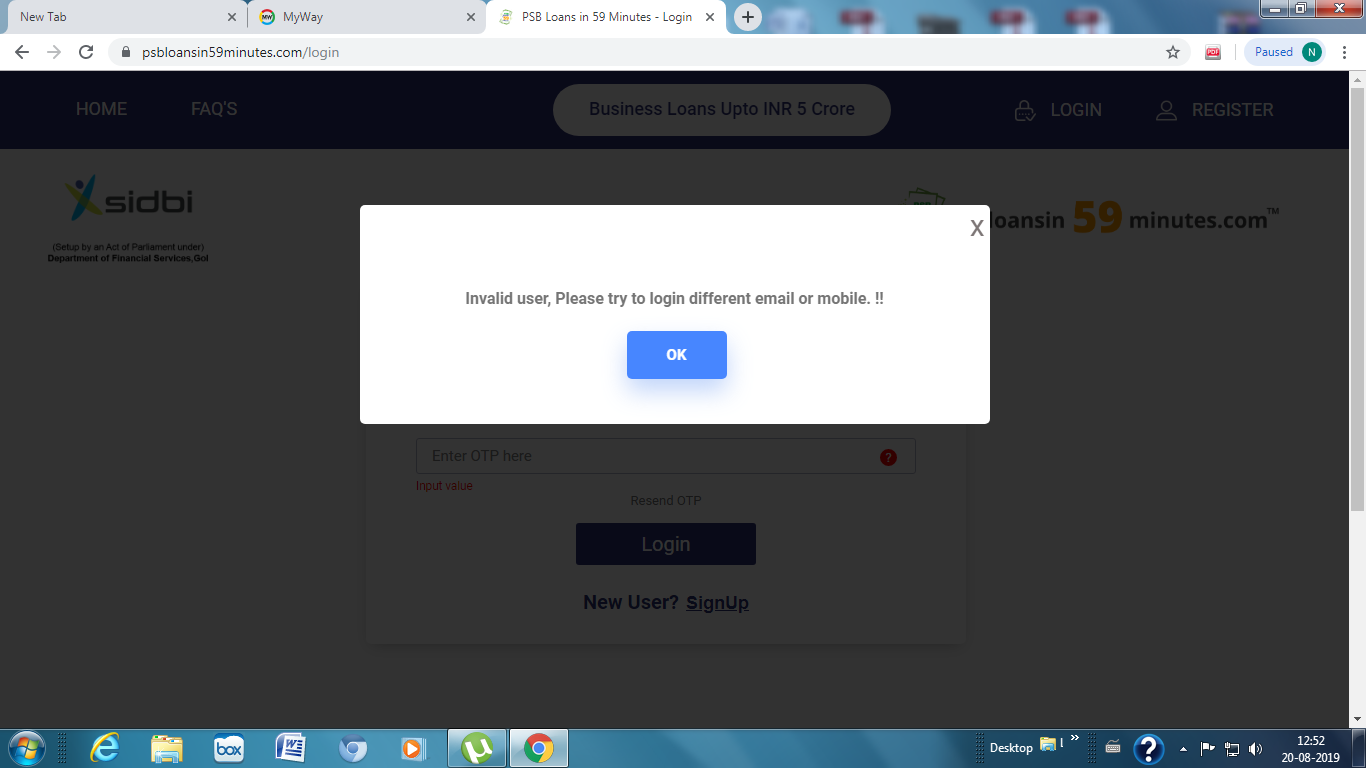 New Tab
MyWay
PSB Loans in 59 Minutes - Login
psbloansin59minutes.com/login
PDF
Paused
N
HOME
FAQ'S
Business Loans Upto INR 5 Crore
LOGIN
REGISTER
sidbi
(Setup by an Act of Parliament under)
Department of Financial Services,GoI
loansin 59 minutes.com™
X
Invalid user, Please try to login different email or mobile. !!
OK
Enter OTP here
?
Input value
Resend OTP
Login
New User? SignUp
box
W
µ
Desktop
l
»
?
12:52
20-08-2019